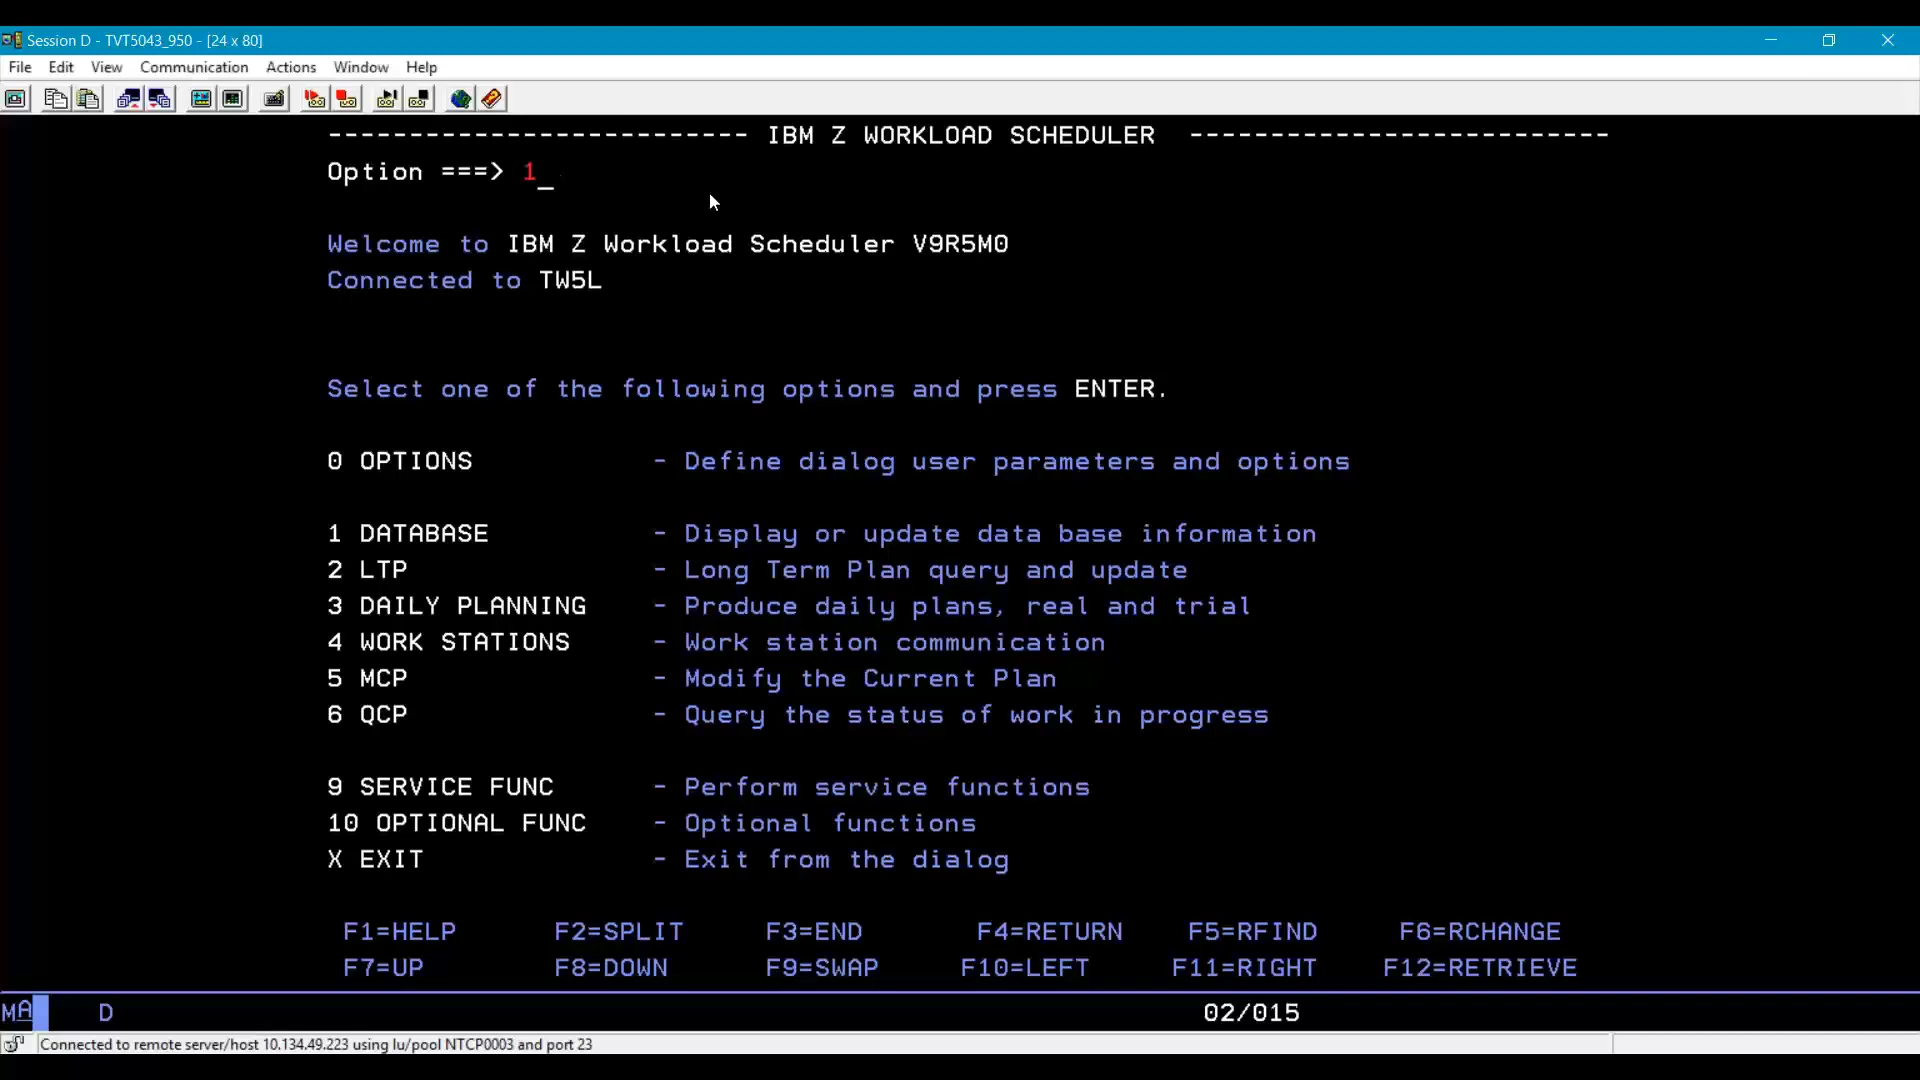 Session D - TVT5043_950 - [24 x 80]
File Edit View Communication Actions Window Help
-------------------------- IBM Z WORKLOAD SCHEDULER --------------------------
Option ===> 1_
Welcome to IBM Z Workload Scheduler V9R5M0
Connected to TW5L
Select one of the following options and press ENTER.
0 OPTIONS - Define dialog user parameters and options
1 DATABASE - Display or update data base information
2 LTP - Long Term Plan query and update
3 DAILY PLANNING - Produce daily plans, real and trial
4 WORK STATIONS - Work station communication
5 MCP - Modify the Current Plan
6 QCP - Query the status of work in progress
9 SERVICE FUNC - Perform service functions
10 OPTIONAL FUNC - Optional functions
X EXIT - Exit from the dialog
F1=HELP F2=SPLIT F3=END F4=RETURN F5=RFIND F6=RCHANGE
F7=UP F8=DOWN F9=SWAP F10=LEFT F11=RIGHT F12=RETRIEVE
MA D 02/015
Connected to remote server/host 10.134.49.223 using lu/pool NTCP0003 and port 23